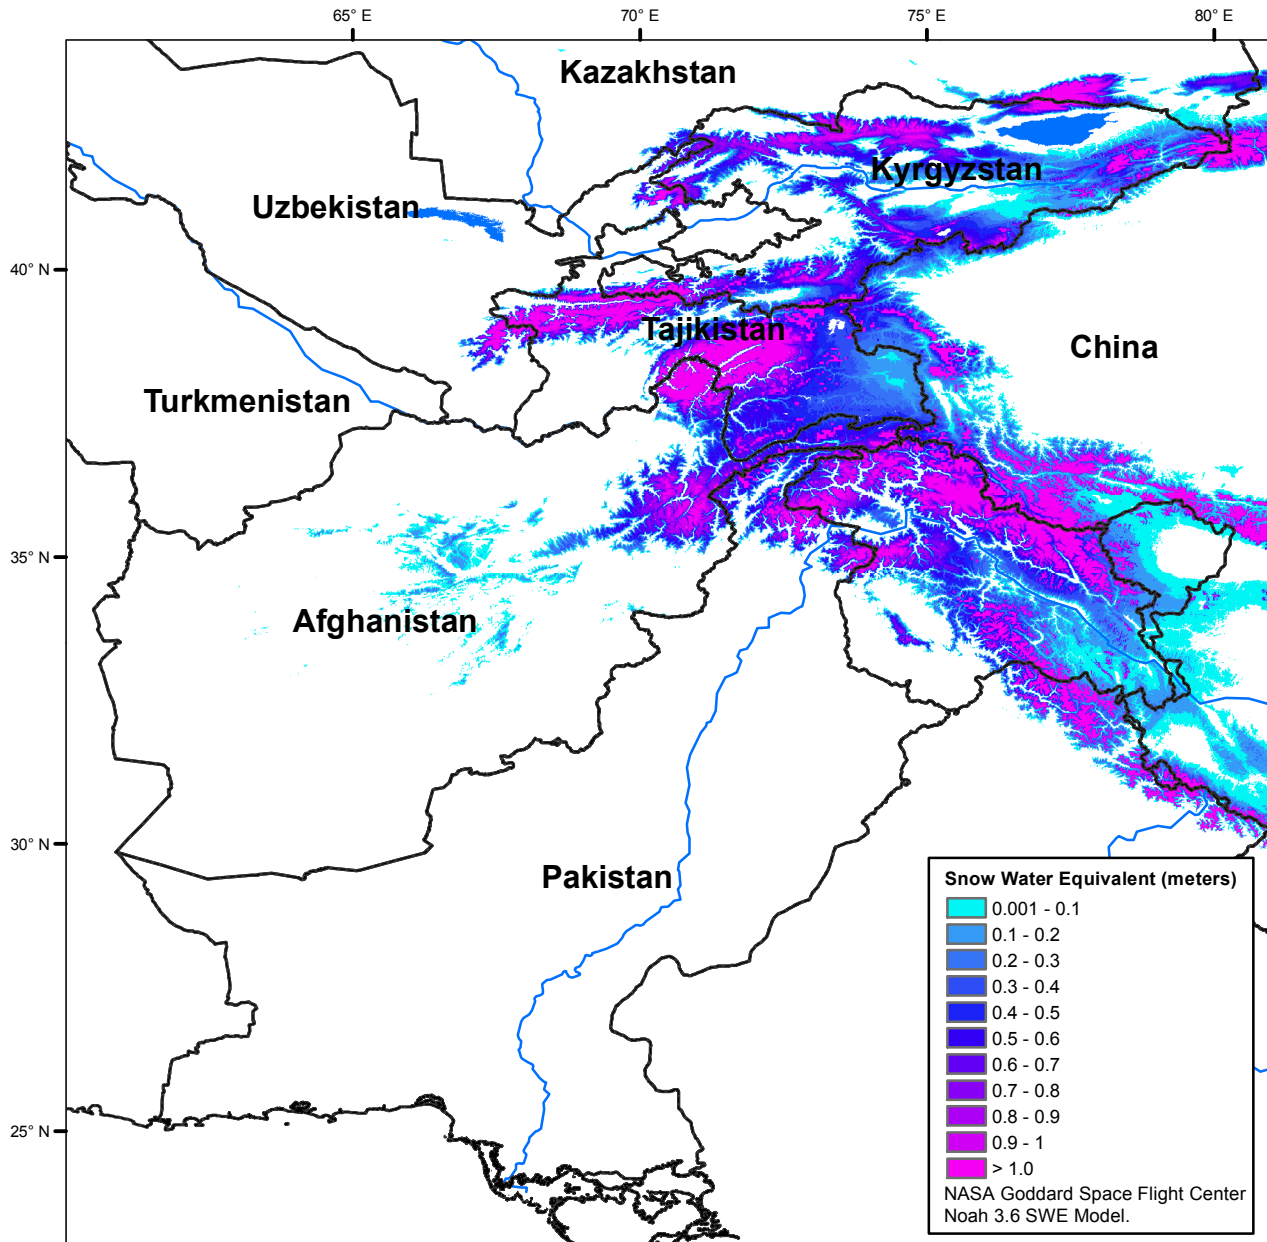 65° E
70° E
75° E
80° E
Kazakhstan
Kyrgyzstan
Uzbekistan
40° N
Tajikistan
China
Turkmenistan
35° N
Afghanistan
30° N
Pakistan
25° N
Snow Water Equivalent (meters)
0.001 - 0.1
0.1 - 0.2
0.2 - 0.3
0.3 - 0.4
0.4 - 0.5
0.5 - 0.6
0.6 - 0.7
0.7 - 0.8
0.8 - 0.9
0.9 - 1
> 1.0
NASA Goddard Space Flight Center
Noah 3.6 SWE Model.